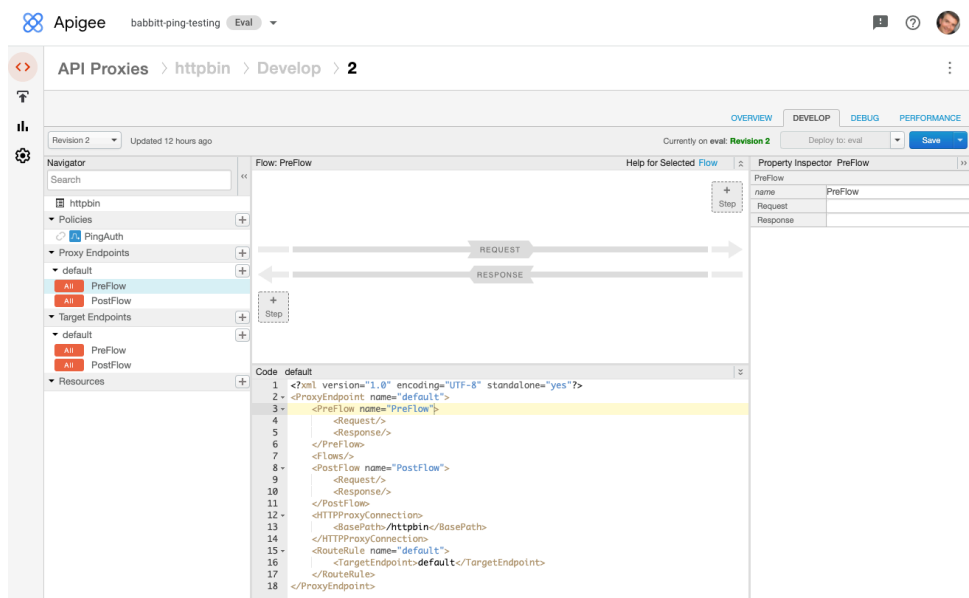 Apigee babbitt-ping-testing Eval
API Proxies > httpbin > Develop > 2
OVERVIEW DEVELOP DEBUG PERFORMANCE
Revision 2 Updated 12 hours ago Currently on eval: Revision 2 Deploy to: eval Save
Navigator
Search
httpbin
Policies
PingAuth
Proxy Endpoints
default
All PreFlow
All PostFlow
Target Endpoints
default
All PreFlow
All PostFlow
Resources
Flow: PreFlow Help for Selected Flow
+
Step
REQUEST
RESPONSE
+
Step
Code default
1 <?xml version="1.0" encoding="UTF-8" standalone="yes"?>
2 <ProxyEndpoint name="default">
3 <PreFlow name="PreFlow">
4 <Request/>
5 <Response/>
6 </PreFlow>
7 <Flows/>
8 <PostFlow name="PostFlow">
9 <Request/>
10 <Response/>
11 </PostFlow>
12 <HTTPProxyConnection>
13 <BasePath>/httpbin</BasePath>
14 </HTTPProxyConnection>
15 <RouteRule name="default">
16 <TargetEndpoint>default</TargetEndpoint>
17 </RouteRule>
18 </ProxyEndpoint>
Property Inspector PreFlow
PreFlow
name PreFlow
Request
Response